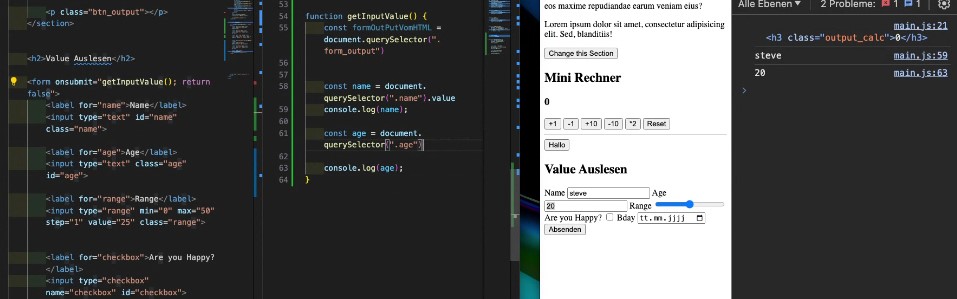 <p class="btn_output"></p>
</section>
<h2>Value Auslesen</h2>
<form onsubmit="getInputValue(); return
false">
<label for="name">Name</label>
<input type="text" id="name"
class="name">
<label for="age">Age</label>
<input type="text" class="age"
id="age">
<label for="range">Range</label>
<input type="range" min="0" max="50"
step="1" value="25" class="range">
<label for="checkbox">Are you Happy?
</label>
<input type="checkbox"
name="checkbox" id="checkbox">
53
54 function getInputValue() {
55 const formOutPutVomHTML =
document.querySelector(".
form_output")
56
57
58 const name = document.
querySelector(".name").value
59 console.log(name);
60
61 const age = document.
querySelector(".age")
62
63 console.log(age);
64 }
eos maxime repudiandae earum veniam eius?
Lorem ipsum dolor sit amet, consectetur adipisicing
elit. Sed, blanditiis!
Change this Section
Mini Rechner
0
+1 -1 +10 -10 *2 Reset
Hallo
Value Auslesen
Name steve Age
20 Range
Are you Happy? Bday tt.mm.jjjj
Absenden
Alle Ebenen 2 Probleme: 1 1
main.js:21
<h3 class="output_calc">0</h3>
steve main.js:59
20 main.js:63